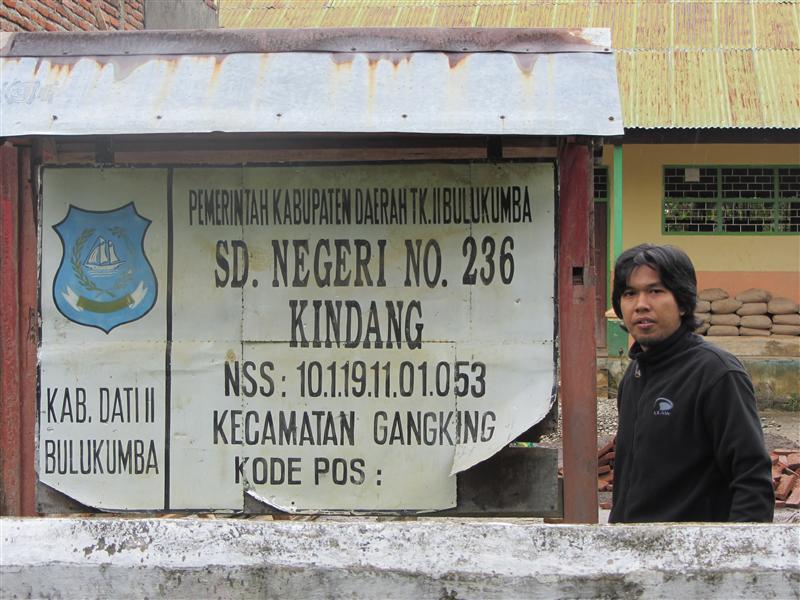 PEMERINTAH KABUPATEN DAERAH TK.II BULUKUMBA
SD. NEGERI NO. 236
KINDANG
NSS : 10.1.19.11.01.053
KECAMATAN GANGKING
KODE POS :
KAB. DATI II
BULUKUMBA